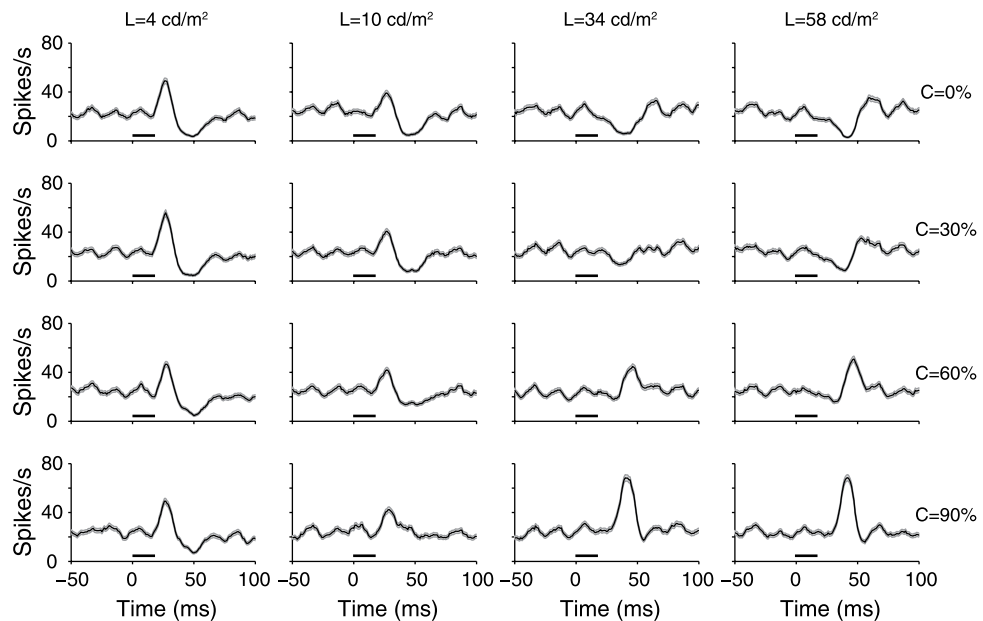 L=4 cd/m² L=10 cd/m² L=34 cd/m² L=58 cd/m²
80
40
0
Spikes/s
C=0%
80
40
0
Spikes/s
C=30%
80
40
0
Spikes/s
C=60%
80
40
0
Spikes/s
C=90%
−50 0 50 100 −50 0 50 100 −50 0 50 100 −50 0 50 100
Time (ms) Time (ms) Time (ms) Time (ms)